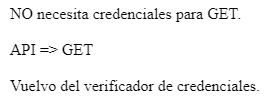 NO necesita credenciales para GET.
API => GET
Vuelvo del verificador de credenciales.